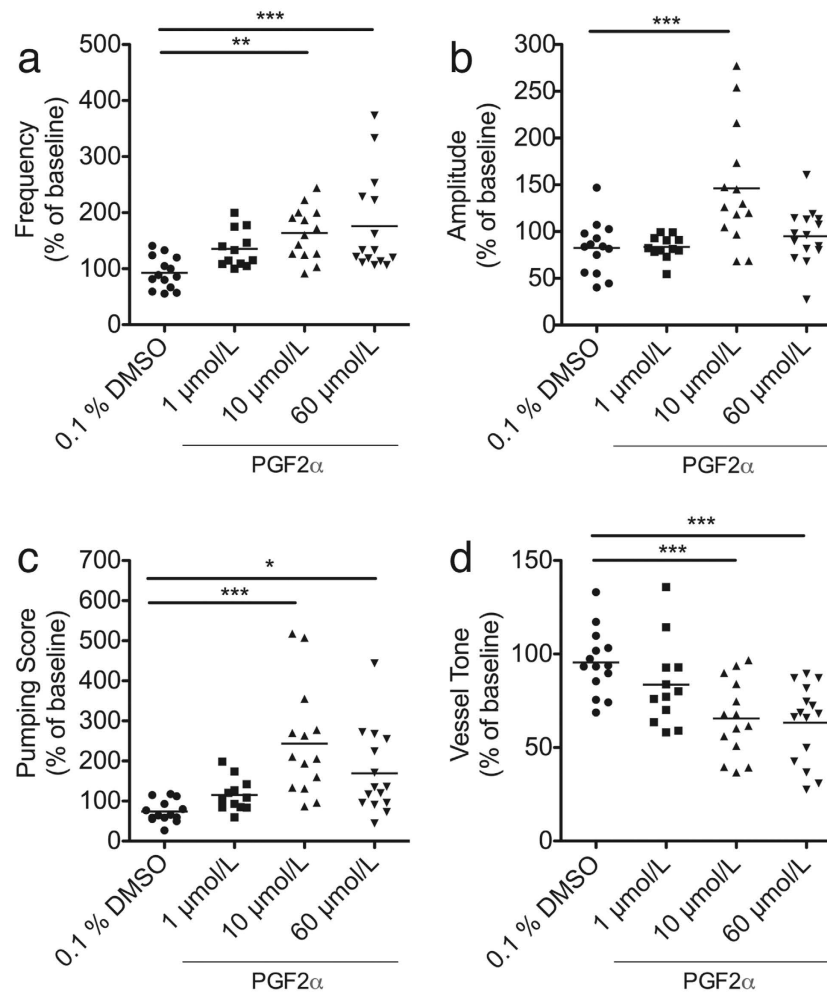 a
***
**
500
400
300
200
100
0
Frequency
(% of baseline)
0.1 % DMSO
1 µmol/L
10 µmol/L
60 µmol/L
PGF2α
b
***
300
250
200
150
100
50
0
Amplitude
(% of baseline)
0.1 % DMSO
1 µmol/L
10 µmol/L
60 µmol/L
PGF2α
c
*
***
700
600
500
400
300
200
100
0
Pumping Score
(% of baseline)
0.1 % DMSO
1 µmol/L
10 µmol/L
60 µmol/L
PGF2α
d
***
***
150
100
50
0
Vessel Tone
(% of baseline)
0.1 % DMSO
1 µmol/L
10 µmol/L
60 µmol/L
PGF2α